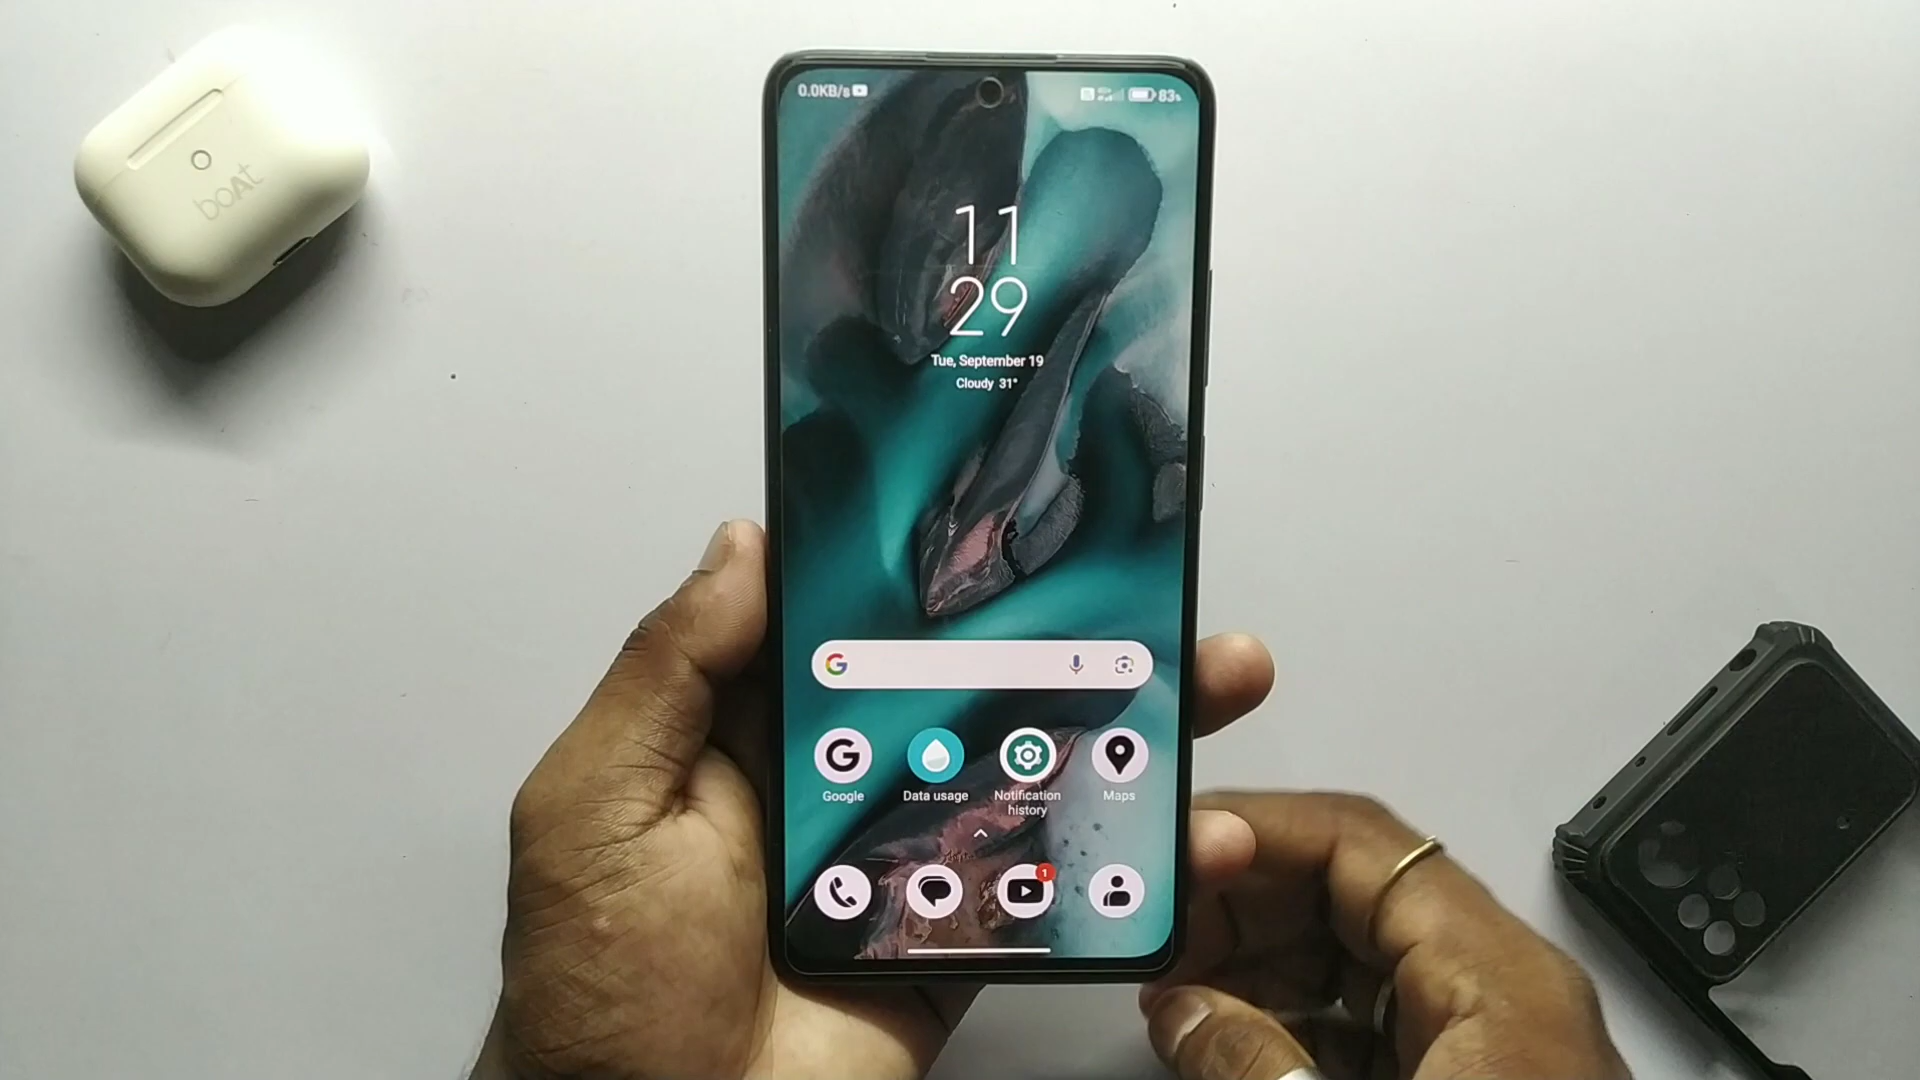 boAt
0.0KB/s
83%
11
29
Tue, September 19
Cloudy 31°
Google
Data usage
Notification
history
Maps
1